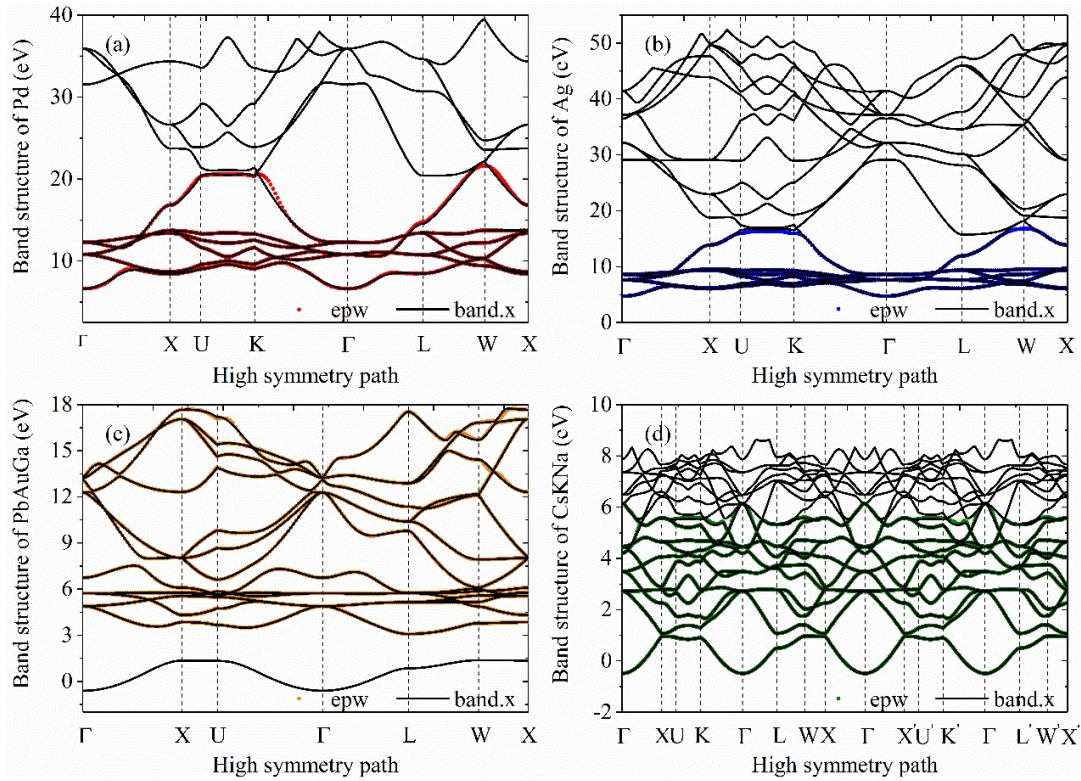 (a)
Band structure of Pd (eV)
40
30
20
10
epw band.x
Γ X U K Γ L W X
High symmetry path
(b)
Band structure of Ag (eV)
50
40
30
20
10
0
epw band.x
Γ X U K Γ L W X
High symmetry path
(c)
Band structure of PbAuGa (eV)
18
15
12
9
6
3
0
epw band.x
Γ X U Γ L W X
High symmetry path
(d)
Band structure of CsKNa (eV)
10
8
6
4
2
0
-2
epw band.x
Γ X U K Γ L W X Γ X' U' K' Γ L' W' X'
High symmetry path